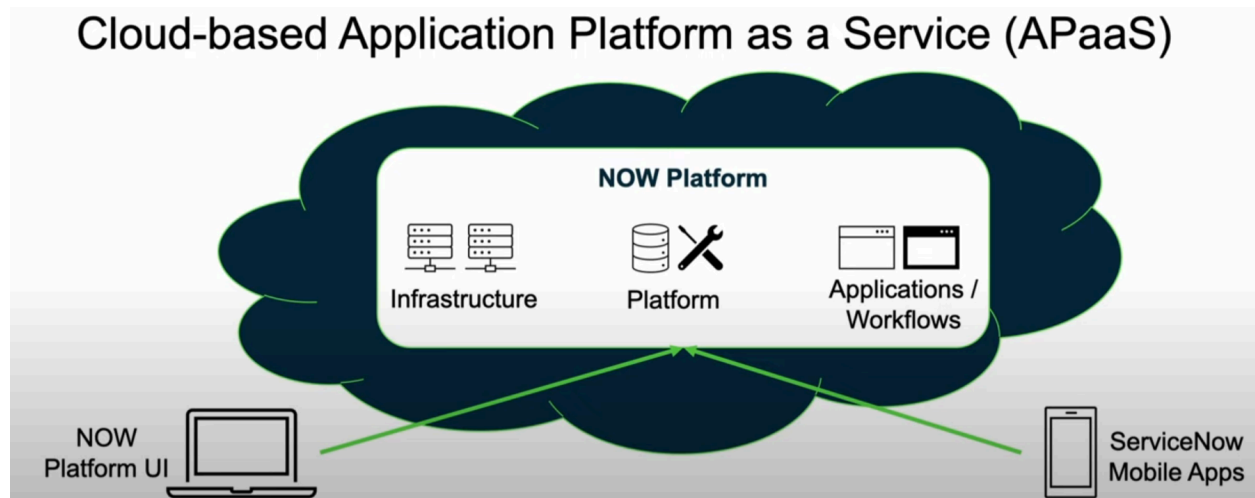 Cloud-based Application Platform as a Service (APaaS)
NOW Platform
Infrastructure
Platform
Applications /
Workflows
NOW
Platform UI
ServiceNow
Mobile Apps